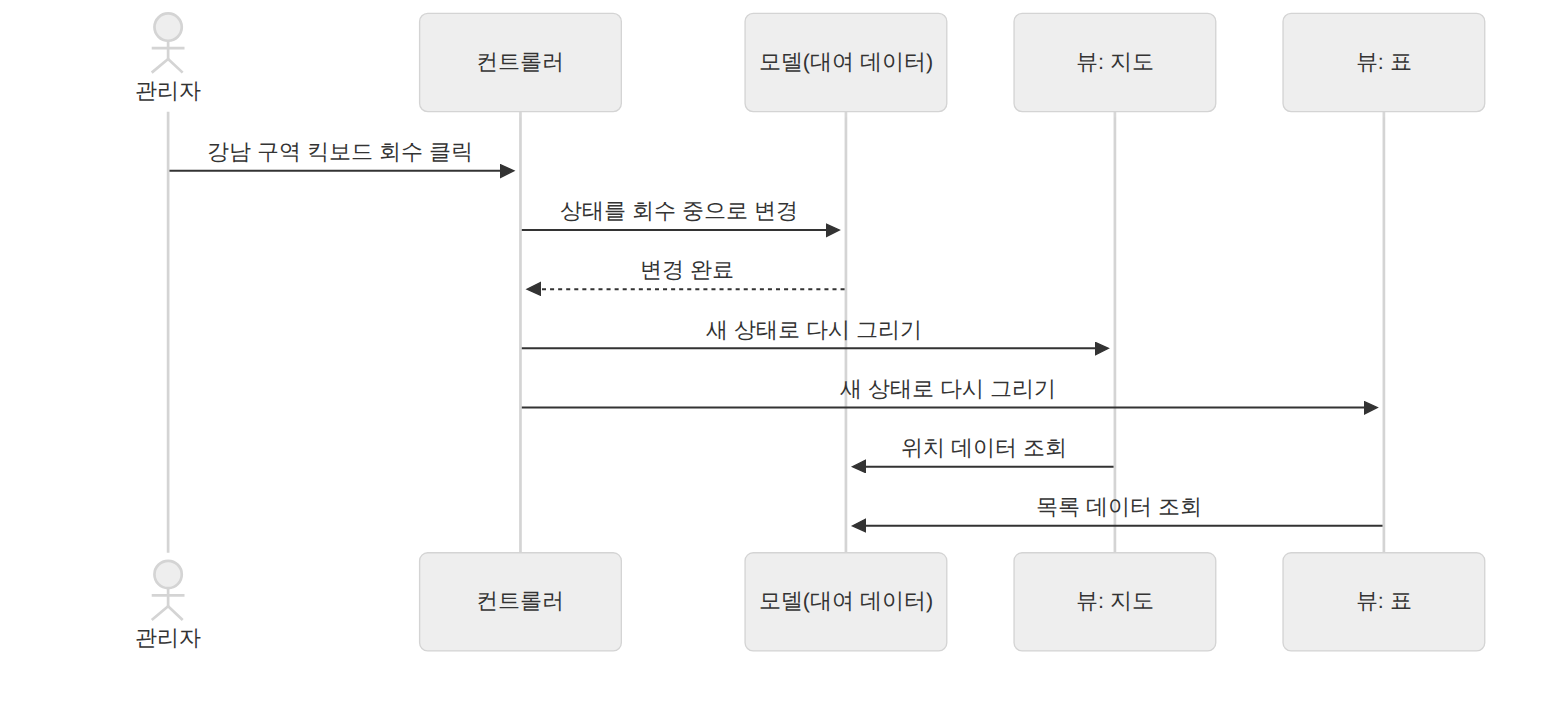 관리자
컨트롤러
모델(대여 데이터)
뷰: 지도
뷰: 표
강남 구역 킥보드 회수 클릭
상태를 회수 중으로 변경
변경 완료
새 상태로 다시 그리기
새 상태로 다시 그리기
위치 데이터 조회
목록 데이터 조회
관리자
컨트롤러
모델(대여 데이터)
뷰: 지도
뷰: 표